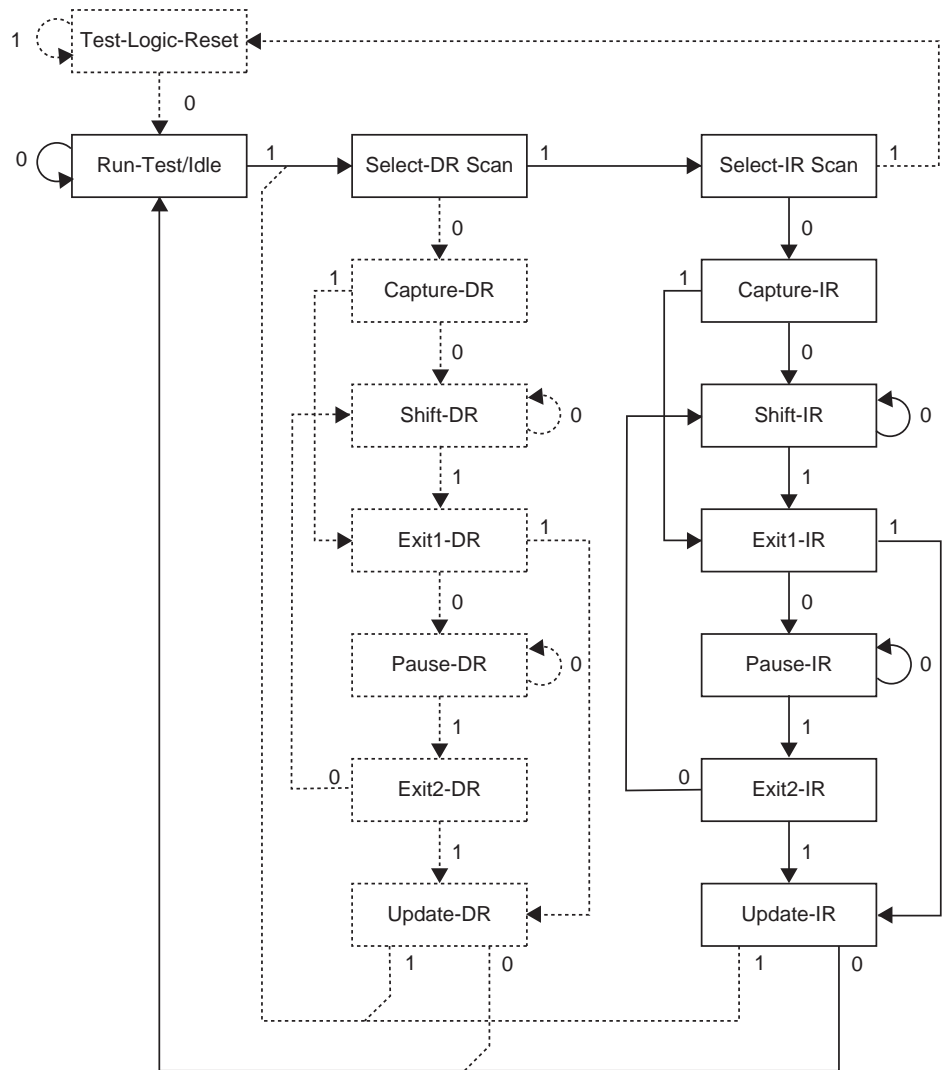 Test-Logic-Reset
1
0
Run-Test/Idle
0
1
Select-DR Scan
1
Select-IR Scan
1
0
0
1
Capture-DR
1
Capture-IR
0
0
Shift-DR
0
Shift-IR
0
1
1
Exit1-DR
1
Exit1-IR
1
0
0
Pause-DR
0
Pause-IR
0
1
1
0
Exit2-DR
0
Exit2-IR
1
1
Update-DR
Update-IR
1
0
1
0